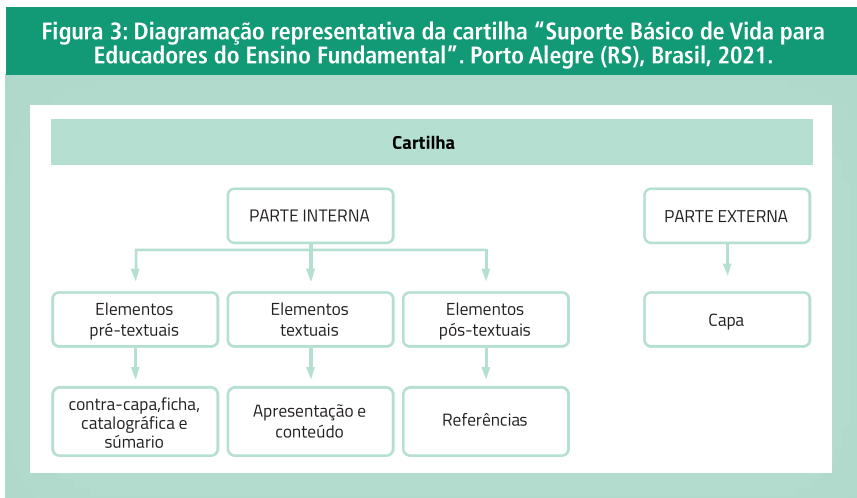 Figura 3: Diagramação representativa da cartilha “Suporte Básico de Vida para
Educadores do Ensino Fundamental”. Porto Alegre (RS), Brasil, 2021.
Cartilha
PARTE INTERNA
PARTE EXTERNA
Elementos
pré-textuais
Elementos
textuais
Elementos
pós-textuais
Capa
contra-capa,ficha,
catalográfica e
súmario
Apresentação e
conteúdo
Referências